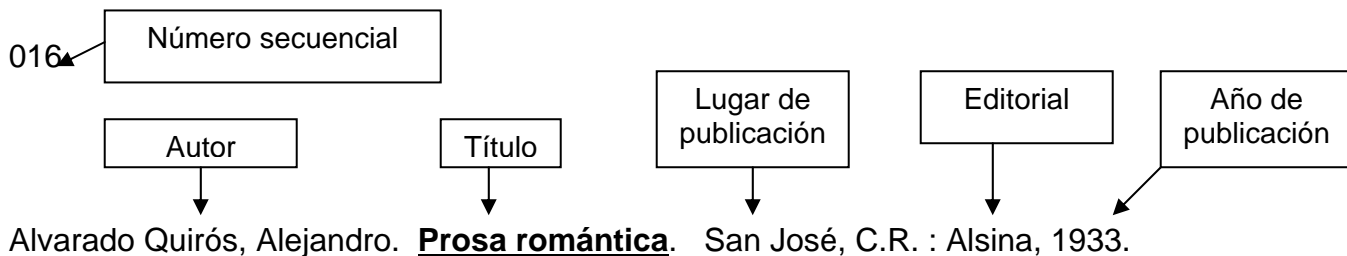 Número secuencial
016
Lugar de
publicación
Editorial
Año de
publicación
Autor
Título
Alvarado Quirós, Alejandro. Prosa romántica. San José, C.R. : Alsina, 1933.